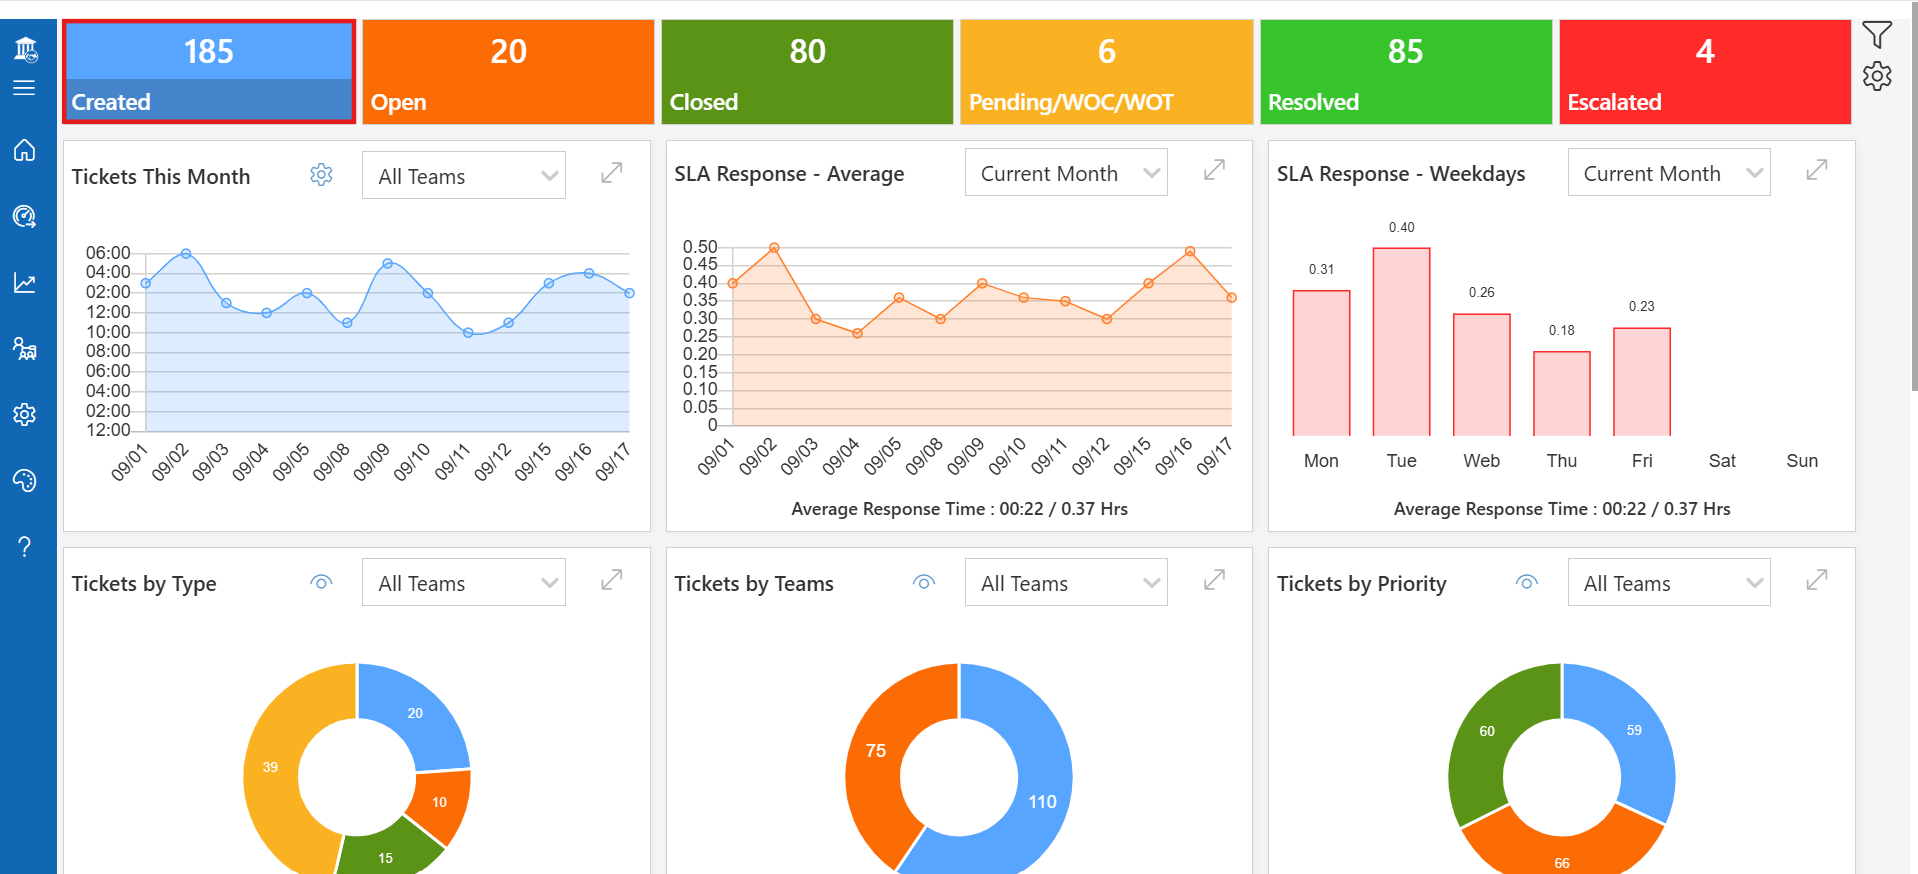 185
Created
20
Open
80
Closed
6
Pending/WOC/WOT
85
Resolved
4
Escalated
Tickets This Month
All Teams
06:00
04:00
02:00
12:00
10:00
08:00
06:00
04:00
02:00
12:00
09/01
09/02
09/03
09/04
09/05
09/08
09/09
09/10
09/11
09/12
09/15
09/16
09/17
SLA Response - Average
Current Month
0.50
0.45
0.40
0.35
0.30
0.25
0.20
0.15
0.10
0.05
0
09/01
09/02
09/03
09/04
09/05
09/08
09/09
09/10
09/11
09/12
09/15
09/16
09/17
Average Response Time : 00:22 / 0.37 Hrs
SLA Response - Weekdays
Current Month
0.31
0.40
0.26
0.18
0.23
Mon
Tue
Web
Thu
Fri
Sat
Sun
Average Response Time : 00:22 / 0.37 Hrs
Tickets by Type
All Teams
20
39
10
15
Tickets by Teams
All Teams
75
110
Tickets by Priority
All Teams
60
59
66